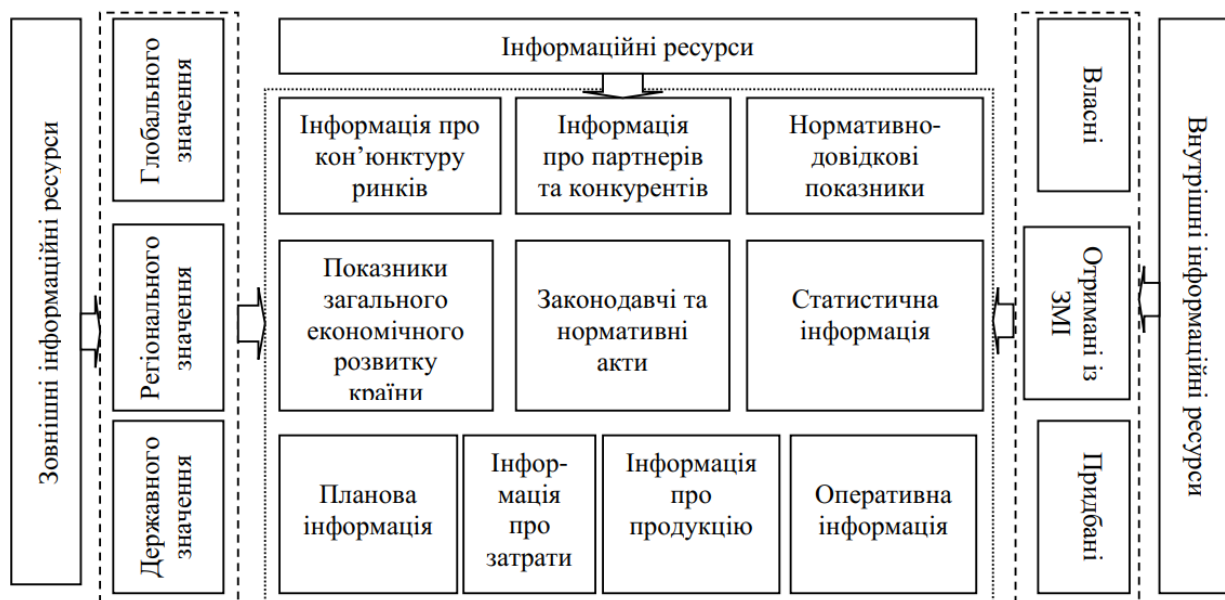 Зовнішні інформаційні ресурси
Глобального
значення
Регіонального
значення
Державного
значення
Інформаційні ресурси
Інформація про
кон’юнктуру
ринків
Інформація
про партнерів
та конкурентів
Нормативно-
довідкові
показники
Показники
загального
економічного
розвитку
країни
Законодавчі та
нормативні
акти
Статистична
інформація
Планова
інформація
Інфор-
мація
про
затрати
Інформація
про
продукцію
Оперативна
інформація
Власні
Отримані із
ЗМІ
Придбані
Внутрішні інформаційні ресурси